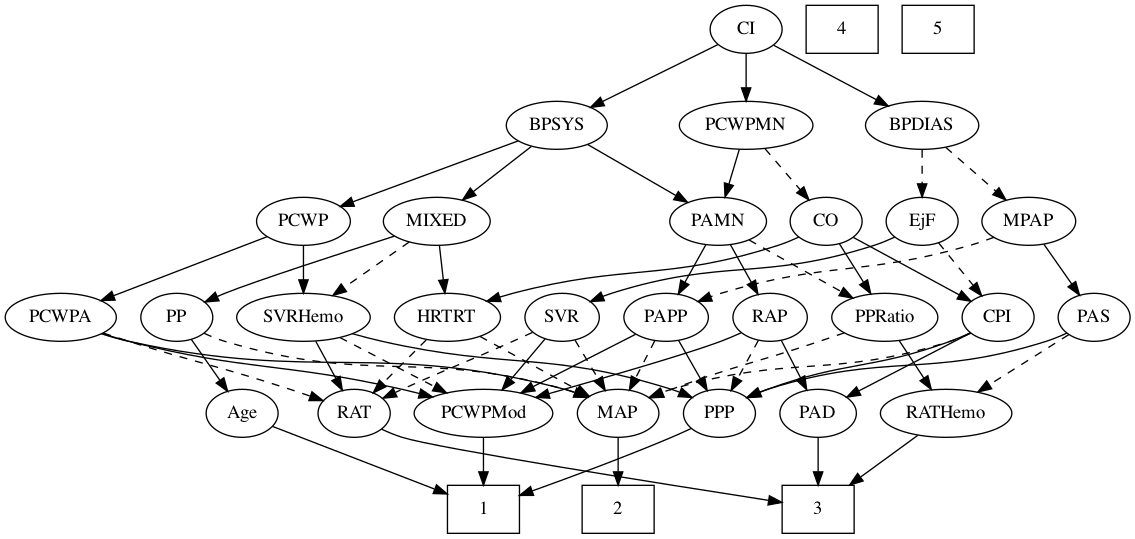 CI 4 5
BPSYS PCWPMN BPDIAS
PCWP MIXED PAMN CO EjF MPAP
PCWPA PP SVRHemo HRTRT SVR PAPP RAP PPRatio CPI PAS
Age RAT PCWPMod MAP PPP PAD RATHemo
1 2 3